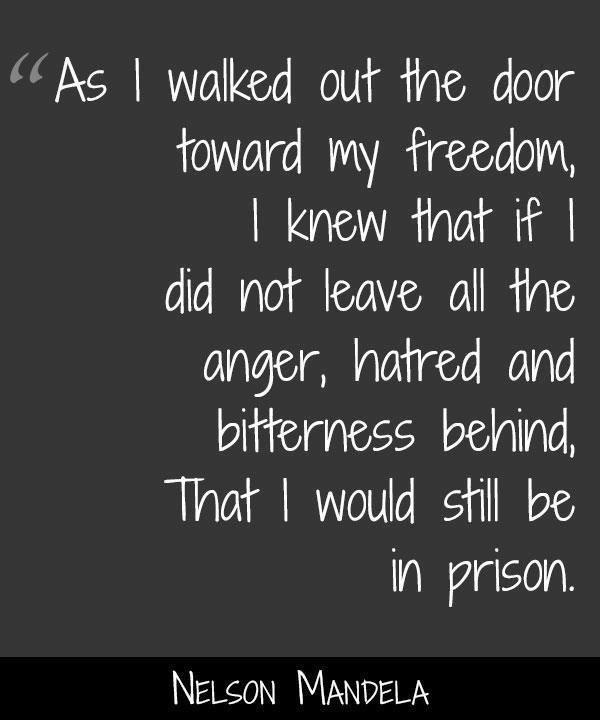 “As I walked out the door
toward my freedom,
I knew that if I
did not leave all the
anger, hatred and
bitterness behind,
That I would still be
in prison.
Nelson Mandela